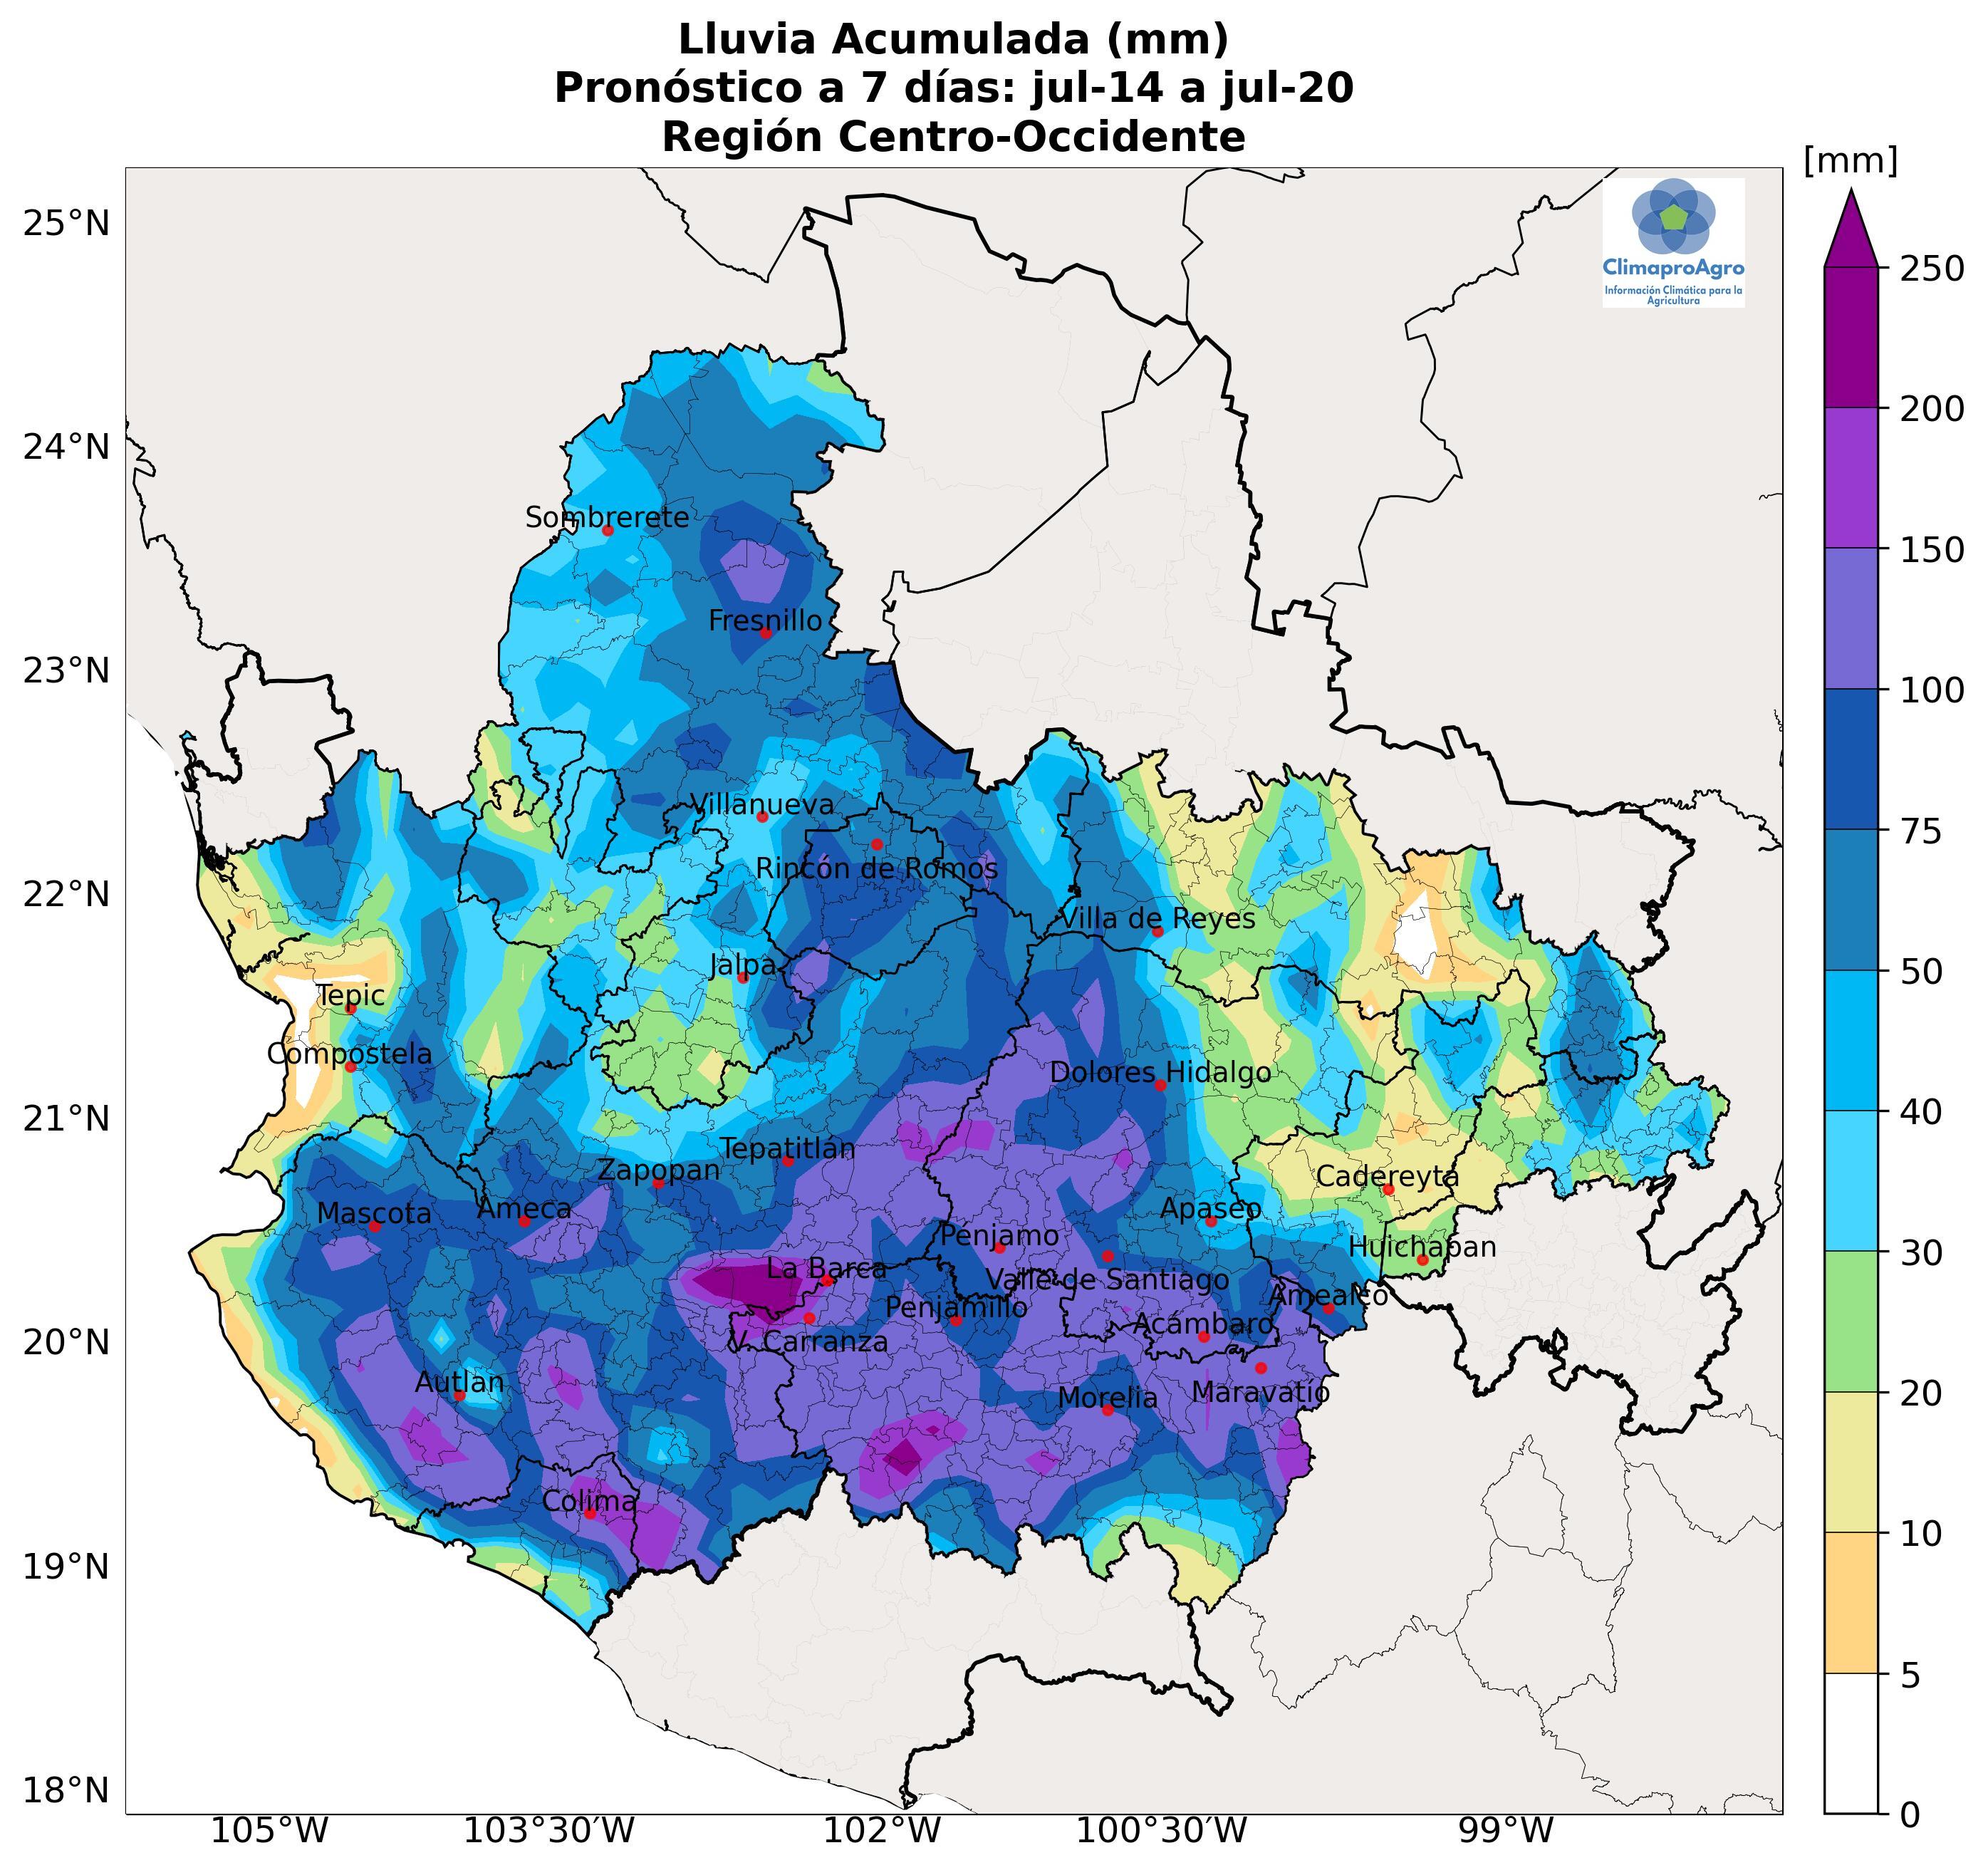 Lluvia Acumulada (mm)
Pronóstico a 7 días: jul-14 a jul-20
Región Centro-Occidente
[mm]
25°N
24°N
23°N
22°N
21°N
20°N
19°N
18°N
ClimaproAgro
Información Climática para la
Agricultura
Sombrerete
Fresnillo
Villanueva
Rincón de Romos
Villa de Reyes
Jalpa
Tepic
Compostela
Dolores Hidalgo
Tepatitlán
Zapopan
Cadereyta
Ameca
Mascota
Apaseo
Penjamo
Huichapan
La Barca
Valle de Santiago
Amealco
Penjamillo
Acámbaro
V. Carranza
Autlan
Maravatío
Morelia
Colima
105°W
103°30'W
102°W
100°30'W
99°W
250
200
150
100
75
50
40
30
20
10
5
0